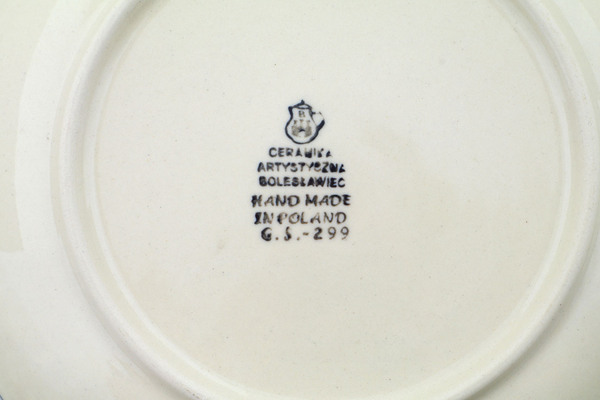 B
CERAMIKA
ARTYSTYCZNA
BOLESŁAWIEC
HAND MADE
IN POLAND
G.S.-299